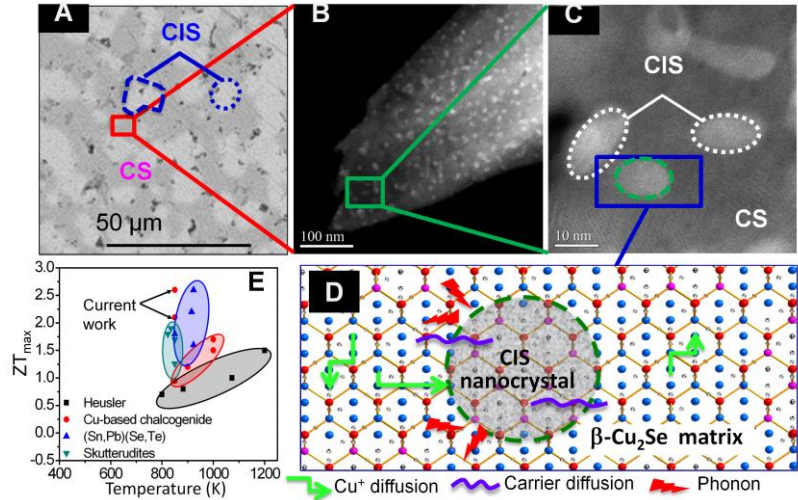 A
CIS
CS
50 µm
B
100 nm
C
CIS
CS
10 nm
E
ZTmax
3.0
2.5
2.0
1.5
1.0
0.5
0.0
-0.5
Current
work
Heusler
Cu-based chalcogenide
(Sn,Pb)(Se,Te)
Skutterudites
400 600 800 1000 1200
Temperature (K)
D
CIS
nanocrystal
β-Cu2Se matrix
Cu+ diffusion
Carrier diffusion
Phonon